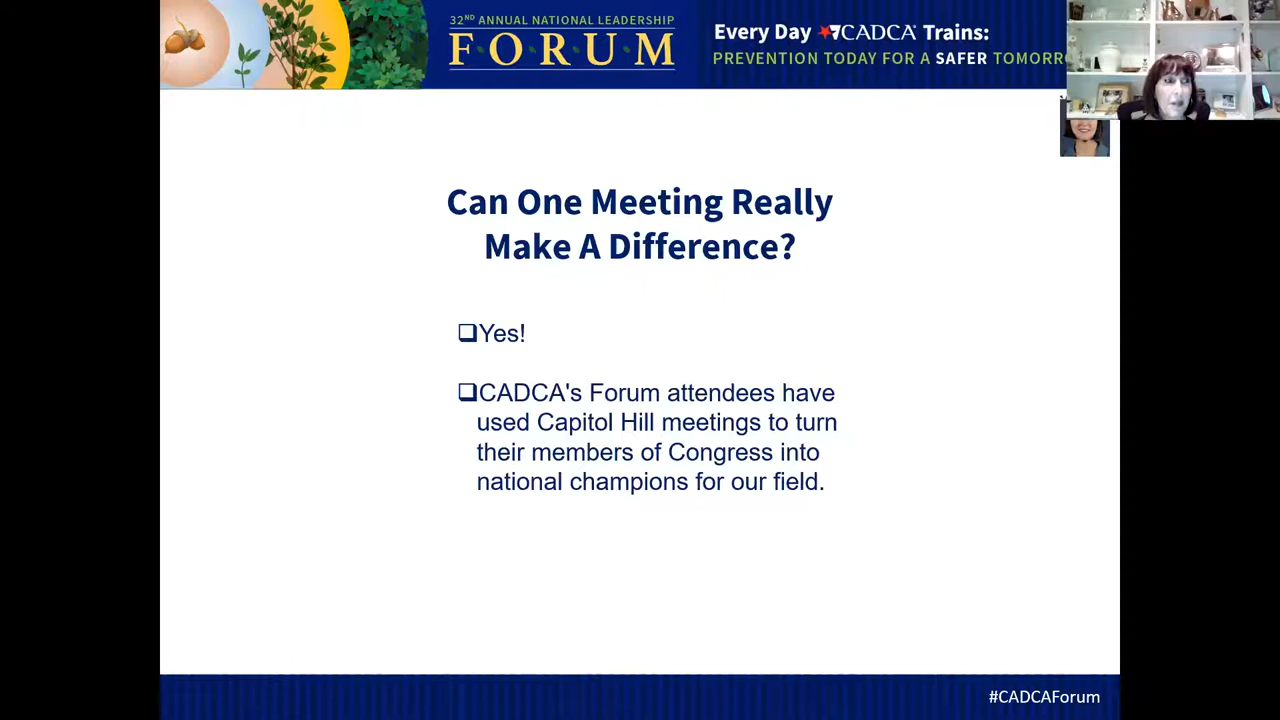 32ND ANNUAL NATIONAL LEADERSHIP
FORUM
Every Day CADCA® Trains:
PREVENTION TODAY FOR A SAFER
Can One Meeting Really
Make A Difference?
❑Yes!
❑CADCA's Forum attendees have
used Capitol Hill meetings to turn
their members of Congress into
national champions for our field.
#CADCAForum